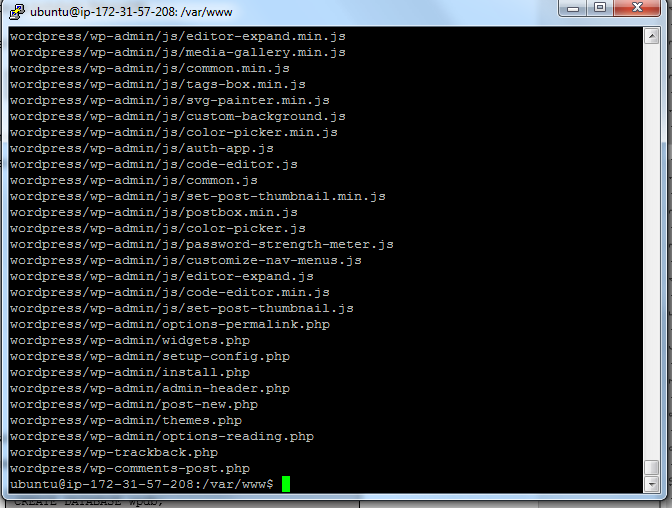 ubuntu@ip-172-31-57-208: /var/www
wordpress/wp-admin/js/editor-expand.min.js
wordpress/wp-admin/js/media-gallery.min.js
wordpress/wp-admin/js/common.min.js
wordpress/wp-admin/js/tags-box.min.js
wordpress/wp-admin/js/svg-painter.min.js
wordpress/wp-admin/js/custom-background.js
wordpress/wp-admin/js/color-picker.min.js
wordpress/wp-admin/js/auth-app.js
wordpress/wp-admin/js/code-editor.js
wordpress/wp-admin/js/common.js
wordpress/wp-admin/js/set-post-thumbnail.min.js
wordpress/wp-admin/js/postbox.min.js
wordpress/wp-admin/js/color-picker.js
wordpress/wp-admin/js/password-strength-meter.js
wordpress/wp-admin/js/customize-nav-menus.js
wordpress/wp-admin/js/editor-expand.js
wordpress/wp-admin/js/code-editor.min.js
wordpress/wp-admin/js/set-post-thumbnail.js
wordpress/wp-admin/options-permalink.php
wordpress/wp-admin/widgets.php
wordpress/wp-admin/setup-config.php
wordpress/wp-admin/install.php
wordpress/wp-admin/admin-header.php
wordpress/wp-admin/post-new.php
wordpress/wp-admin/themes.php
wordpress/wp-admin/options-reading.php
wordpress/wp-trackback.php
wordpress/wp-comments-post.php
ubuntu@ip-172-31-57-208:/var/www$
CREATE DATABASE